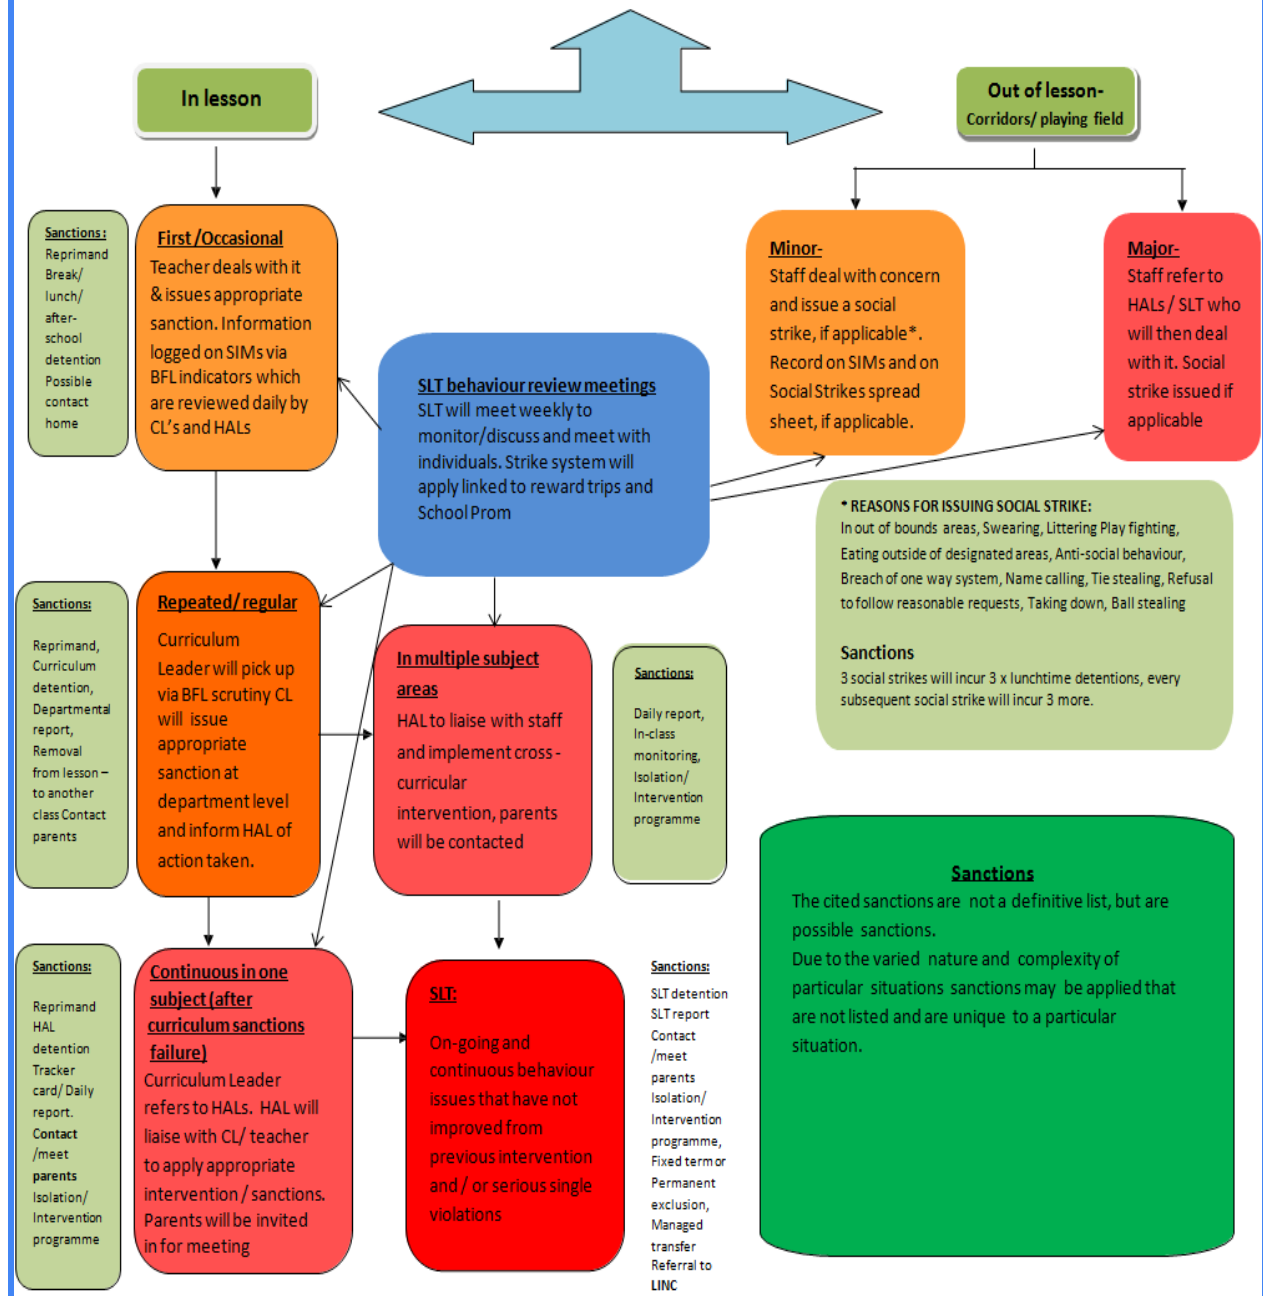 In lesson
Out of lesson-
Corridors/ playing field
Sanctions :
Reprimand
Break/
lunch/
after-
school
detention
Possible
contact
home
First /Occasional
Teacher deals with it
& issues appropriate
sanction. Information
logged on SIMs via
BFL indicators which
are reviewed daily by
CL's and HALs
SLT behaviour review meetings
SLT will meet weekly to
monitor/discuss and meet with
individuals. Strike system will
apply linked to reward trips and
School Prom
Minor-
Staff deal with concern
and issue a social
strike, if applicable*.
Record on SIMs and on
Social Strikes spread
sheet, if applicable.
Major-
Staff refer to
HALs / SLT who
will then deal
with it. Social
strike issued if
applicable
* REASONS FOR ISSUING SOCIAL STRIKE:
In out of bounds areas, Swearing, Littering Play fighting,
Eating outside of designated areas, Anti-social behaviour,
Breach of one way system, Name calling, Tie stealing, Refusal
to follow reasonable requests, Taking down, Ball stealing
Sanctions
3 social strikes will incur 3 x lunchtime detentions, every
subsequent social strike will incur 3 more.
Sanctions:
Reprimand,
Curriculum
detention,
Departmental
report,
Removal
from lesson –
to another
class Contact
parents
Repeated/ regular
Curriculum
Leader will pick up
via BFL scrutiny CL
will issue
appropriate
sanction at
department level
and inform HAL of
action taken.
In multiple subject
areas
HAL to liaise with staff
and implement cross -
curricular
intervention, parents
will be contacted
Sanctions:
Daily report,
In-class
monitoring,
Isolation/
Intervention
programme
Sanctions
The cited sanctions are not a definitive list, but are
possible sanctions.
Due to the varied nature and complexity of
particular situations sanctions may be applied that
are not listed and are unique to a particular
situation.
Sanctions:
Reprimand
HAL
detention
Tracker
card/ Daily
report.
Contact
/meet
parents
Isolation/
Intervention
programme
Continuous in one
subject (after
curriculum sanctions
failure)
Curriculum Leader
refers to HALs. HAL will
liaise with CL/ teacher
to apply appropriate
intervention / sanctions.
Parents will be invited
in for meeting
SLT:
On-going and
continuous behaviour
issues that have not
improved from
previous intervention
and / or serious single
violations
Sanctions:
SLT detention
SLT report
Contact
/meet
parents
Isolation/
Intervention
programme,
Fixed term or
Permanent
exclusion,
Managed
transfer
Referral to
LINC